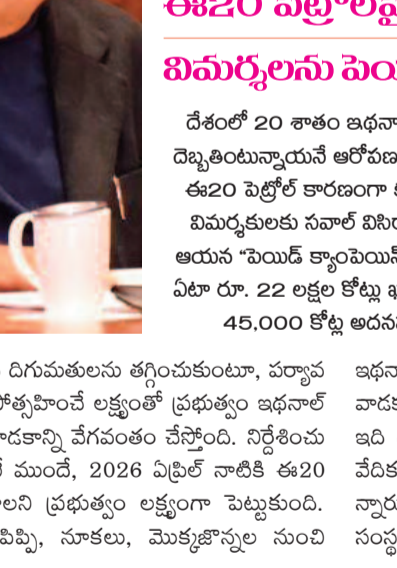 ఈ20 పెట్రోల్‌పై
విమర్శలను పెయి
దేశంలో 20 శాతం ఇథనా
దెబ్బతింటున్నాయనే ఆరోపణ
ఈ20 పెట్రోల్ కారణంగా
విమర్శకులకు సవాల్ విసిర
ఆయన “పెయిడ్ క్యాంపెయిన్
ఏటా రూ. 22 లక్షల కోట్లు
45,000 కోట్ల అదన
దిగుమతులను తగ్గించుకుంటూ, పర్యావ
త్సహించే లక్ష్యంతో ప్రభుత్వం ఇథనాల్
డకాన్ని వేగవంతం చేస్తోంది. నిర్దేశించు
ముందే, 2026 ఏప్రిల్ నాటికి ఈ20
లని ప్రభుత్వం లక్ష్యంగా పెట్టుకుంది.
పిప్పి, నూకలు, మొక్కజొన్నల నుంచి
ఇథనా
వాడక
ఇది
వేదిక
న్నారు
సంస్థ